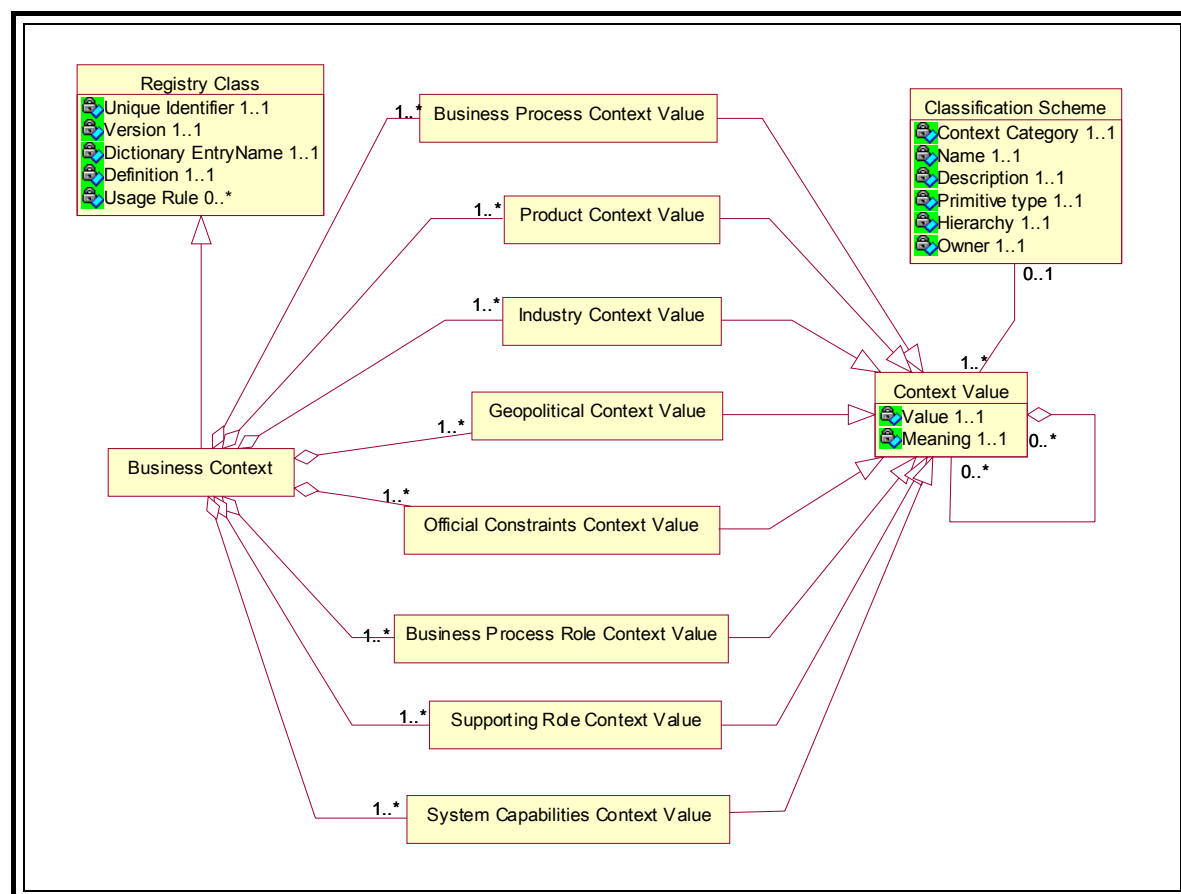 Registry Class
Unique Identifier 1..1
Version 1..1
Dictionary EntryName 1..1
Definition 1..1
Usage Rule 0..*
1..*
Business Process Context Value
Classification Scheme
Context Category 1..1
Name 1..1
Description 1..1
Primitive type 1..1
Hierarchy 1..1
Owner 1..1
0..1
1..*
Product Context Value
1..*
Industry Context Value
1..*
Context Value
Value 1..1
Meaning 1..1
0..*
0..*
1..*
Geopolitical Context Value
Business Context
1..*
Official Constraints Context Value
1..*
Business Process Role Context Value
1..*
Supporting Role Context Value
1..*
System Capabilities Context Value